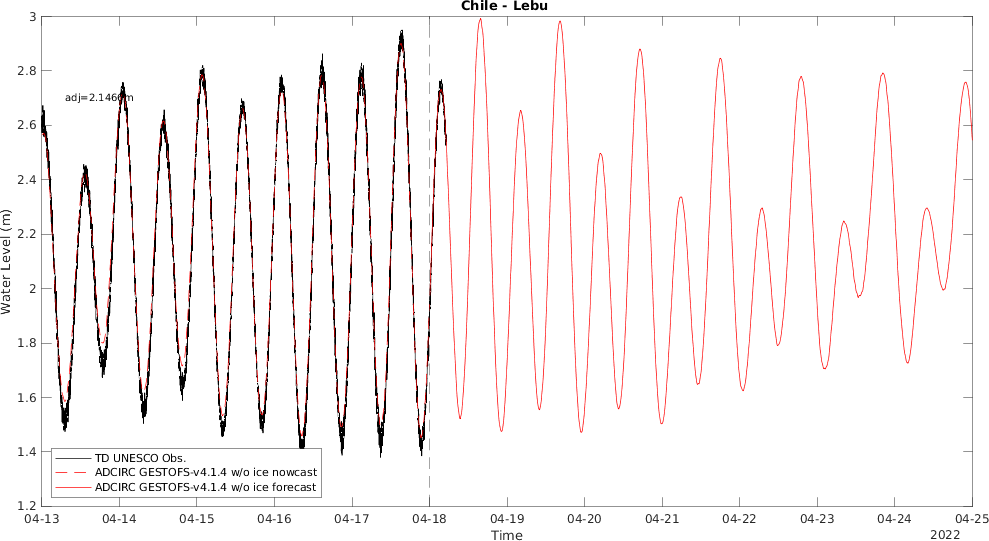 Chile - Lebu
3
2.8
2.6
2.4
2.2
2
1.8
1.6
1.4
1.2
Water Level (m)
adj=2.1466m
TD UNESCO Obs.
ADCIRC GESTOFS-v4.1.4 w/o ice nowcast
ADCIRC GESTOFS-v4.1.4 w/o ice forecast
04-13 04-14 04-15 04-16 04-17 04-18 04-19 04-20 04-21 04-22 04-23 04-24 04-25
Time
2022